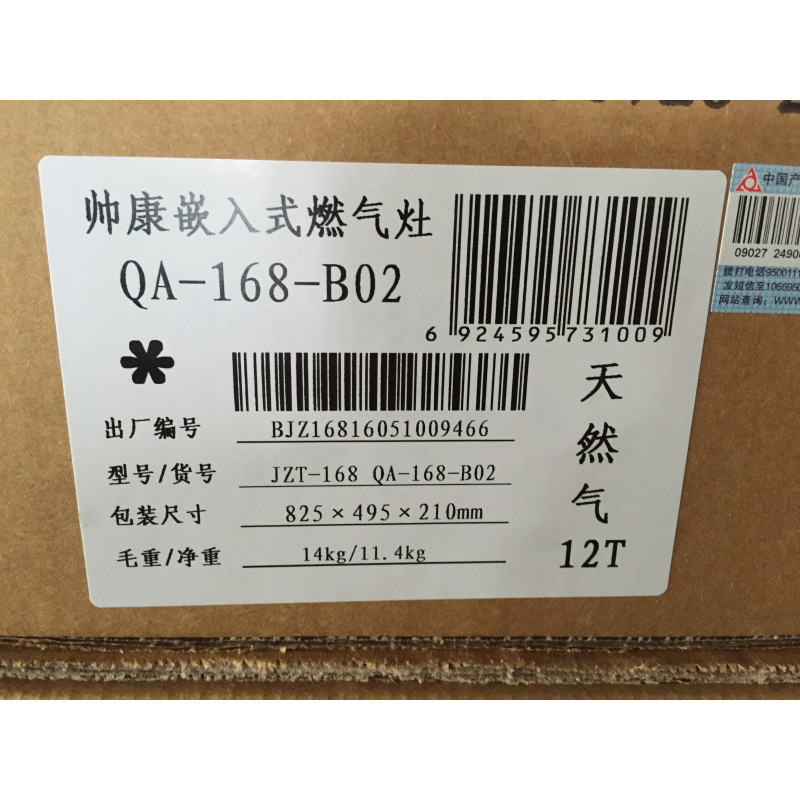 帅康嵌入式燃气灶
QA-168-B02
6 924595 731009
*
出厂编号 BJZ16816051009466
型号/货号 JZT-168 QA-168-B02
包装尺寸 825×495×210mm
毛重/净重 14kg/11.4kg
天
然
气
12T
中国产
09027 2490
拨打电话9500111
发短信至1066950
网站查询：WWW